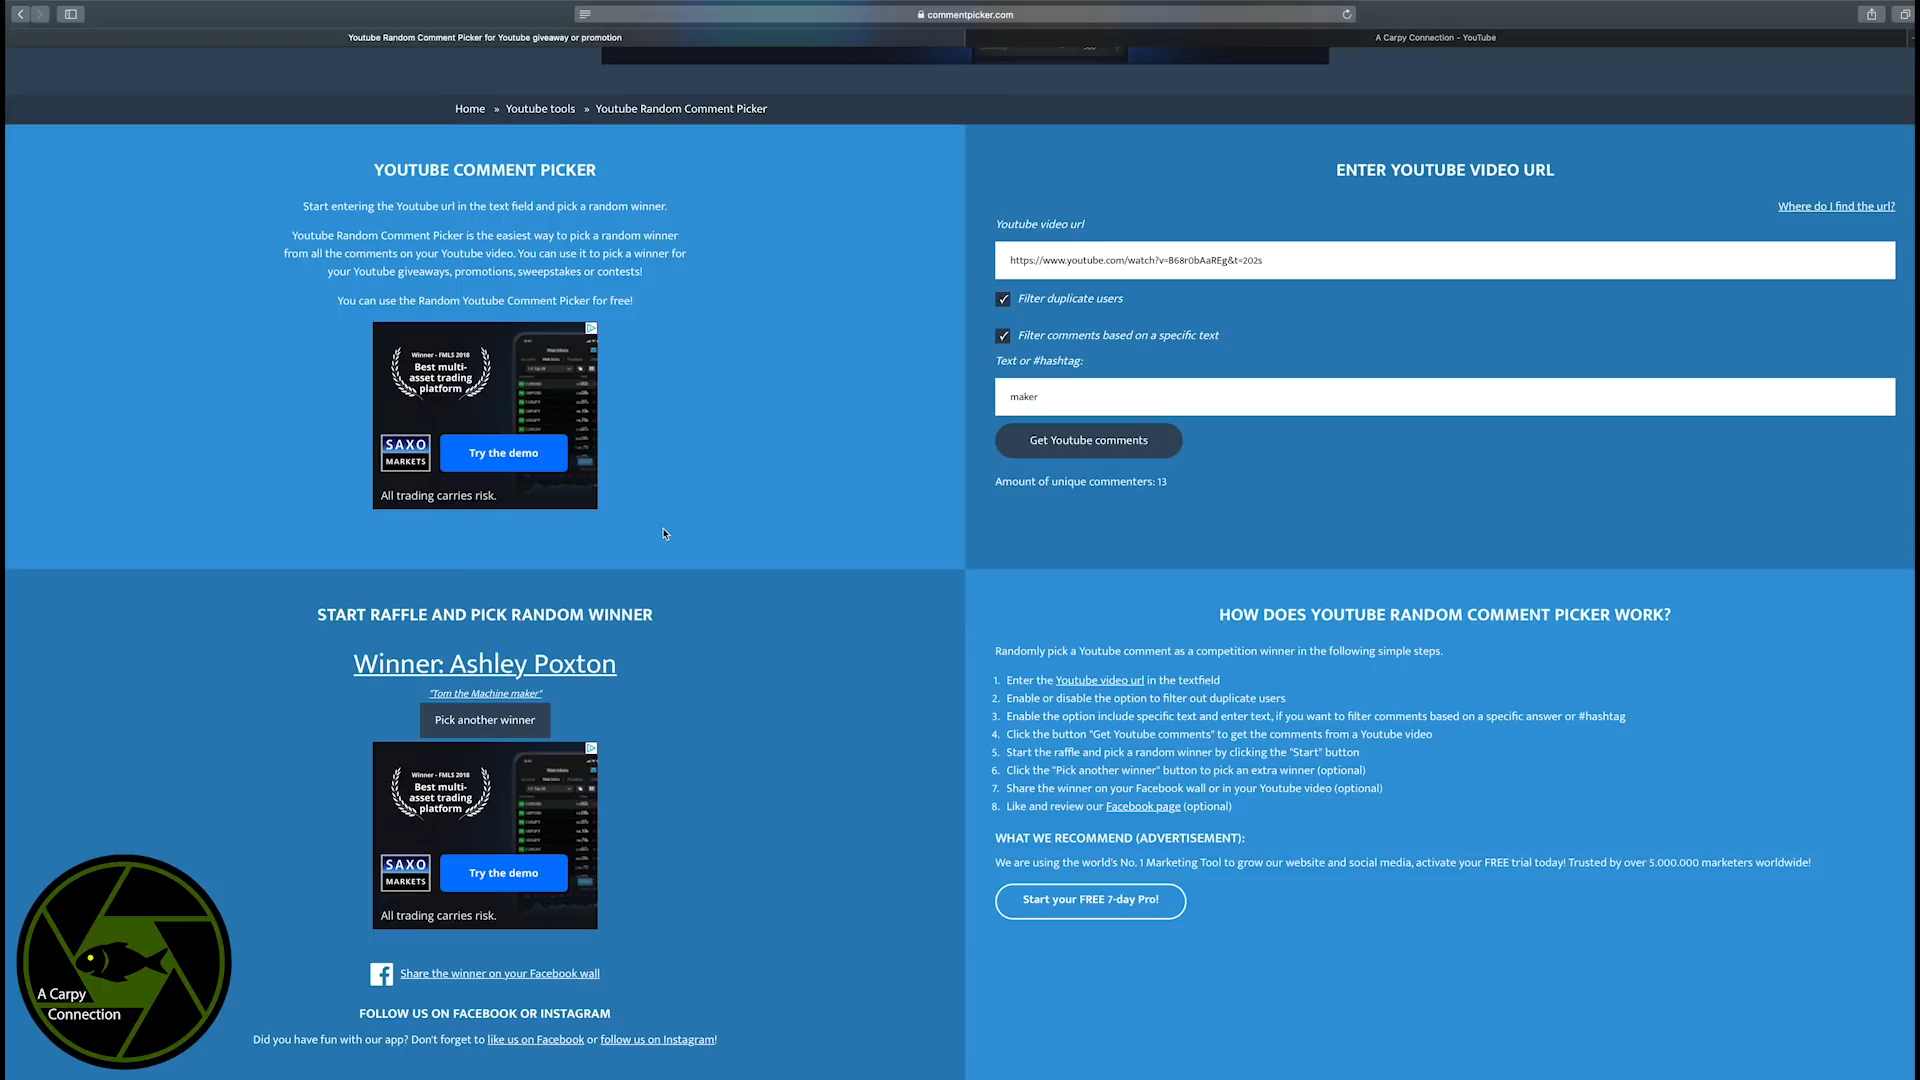 commentpicker.com
Youtube Random Comment Picker for Youtube giveaway or promotion
A Carpy Connection - YouTube
Home » Youtube tools » Youtube Random Comment Picker
YOUTUBE COMMENT PICKER
Start entering the Youtube url in the text field and pick a random winner.
Youtube Random Comment Picker is the easiest way to pick a random winner
from all the comments on your Youtube video. You can use it to pick a winner for
your Youtube giveaways, promotions, sweepstakes or contests!
You can use the Random Youtube Comment Picker for free!
Winner - FMLS 2018
Best multi-
asset trading
platform
SAXO
MARKETS
Try the demo
All trading carries risk.
ENTER YOUTUBE VIDEO URL
Where do I find the url?
Youtube video url
https://www.youtube.com/watch?v=B68r0bAaREg&t=202s
Filter duplicate users
Filter comments based on a specific text
Text or #hashtag:
maker
Get Youtube comments
Amount of unique commenters: 13
START RAFFLE AND PICK RANDOM WINNER
Winner: Ashley Poxton
"Tom the Machine maker"
Pick another winner
Winner - FMLS 2018
Best multi-
asset trading
platform
SAXO
MARKETS
Try the demo
All trading carries risk.
Share the winner on your Facebook wall
FOLLOW US ON FACEBOOK OR INSTAGRAM
Did you have fun with our app? Don't forget to like us on Facebook or follow us on Instagram!
HOW DOES YOUTUBE RANDOM COMMENT PICKER WORK?
Randomly pick a Youtube comment as a competition winner in the following simple steps.
1. Enter the Youtube video url in the textfield
2. Enable or disable the option to filter out duplicate users
3. Enable the option include specific text and enter text, if you want to filter comments based on a specific answer or #hashtag
4. Click the button "Get Youtube comments" to get the comments from a Youtube video
5. Start the raffle and pick a random winner by clicking the "Start" button
6. Click the "Pick another winner" button to pick an extra winner (optional)
7. Share the winner on your Facebook wall or in your Youtube video (optional)
8. Like and review our Facebook page (optional)
WHAT WE RECOMMEND (ADVERTISEMENT):
We are using the world's No. 1 Marketing Tool to grow our website and social media, activate your FREE trial today! Trusted by over 5.000.000 marketers worldwide!
Start your FREE 7-day Pro!
A Carpy
Connection